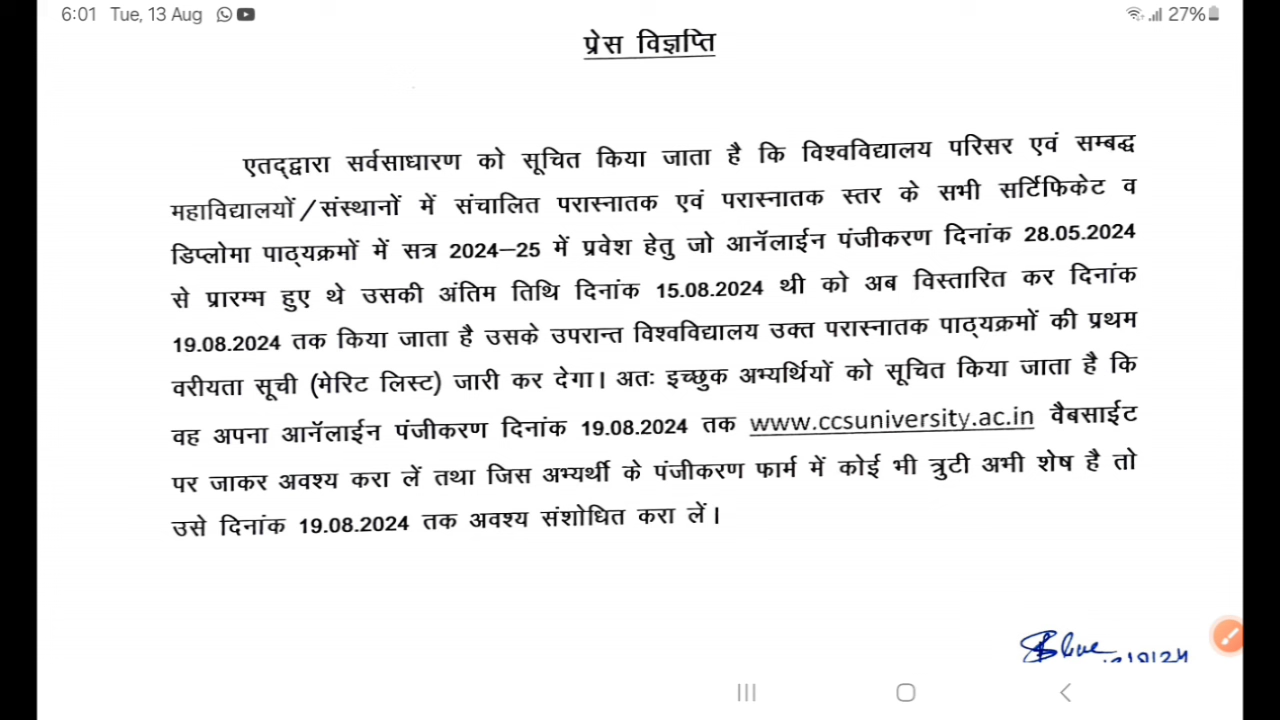 6:01 Tue, 13 Aug
27%
प्रेस विज्ञप्ति
एतद्द्वारा सर्वसाधारण को सूचित किया जाता है कि विश्वविद्यालय परिसर एवं सम्बद्ध
महाविद्यालयों/संस्थानों में संचालित परास्नातक एवं परास्नातक स्तर के सभी सर्टिफिकेट व
डिप्लोमा पाठ्यक्रमों में सत्र 2024–25 में प्रवेश हेतु जो आनॅलाईन पंजीकरण दिनांक 28.05.2024
से प्रारम्भ हुए थे उसकी अंतिम तिथि दिनांक 15.08.2024 थी को अब विस्तारित कर दिनांक
19.08.2024 तक किया जाता है उसके उपरान्त विश्वविद्यालय उक्त परास्नातक पाठ्यक्रमों की प्रथम
वरीयता सूची (मेरिट लिस्ट) जारी कर देगा। अतः इच्छुक अभ्यर्थियों को सूचित किया जाता है कि
वह अपना आनॅलाईन पंजीकरण दिनांक 19.08.2024 तक www.ccsuniversity.ac.in वैबसाईट
पर जाकर अवश्य करा लें तथा जिस अभ्यर्थी के पंजीकरण फार्म में कोई भी त्रुटी अभी शेष है तो
उसे दिनांक 19.08.2024 तक अवश्य संशोधित करा लें।